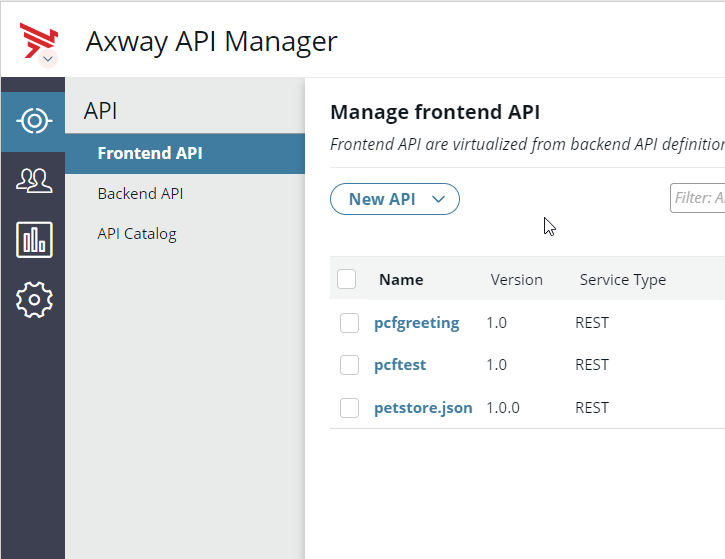 Axway API Manager
API
Frontend API
Backend API
API Catalog
Manage frontend API
Frontend API are virtualized from backend API definition
New API
Filter: A
Name Version Service Type
pcfgreeting 1.0 REST
pcftest 1.0 REST
petstore.json 1.0.0 REST